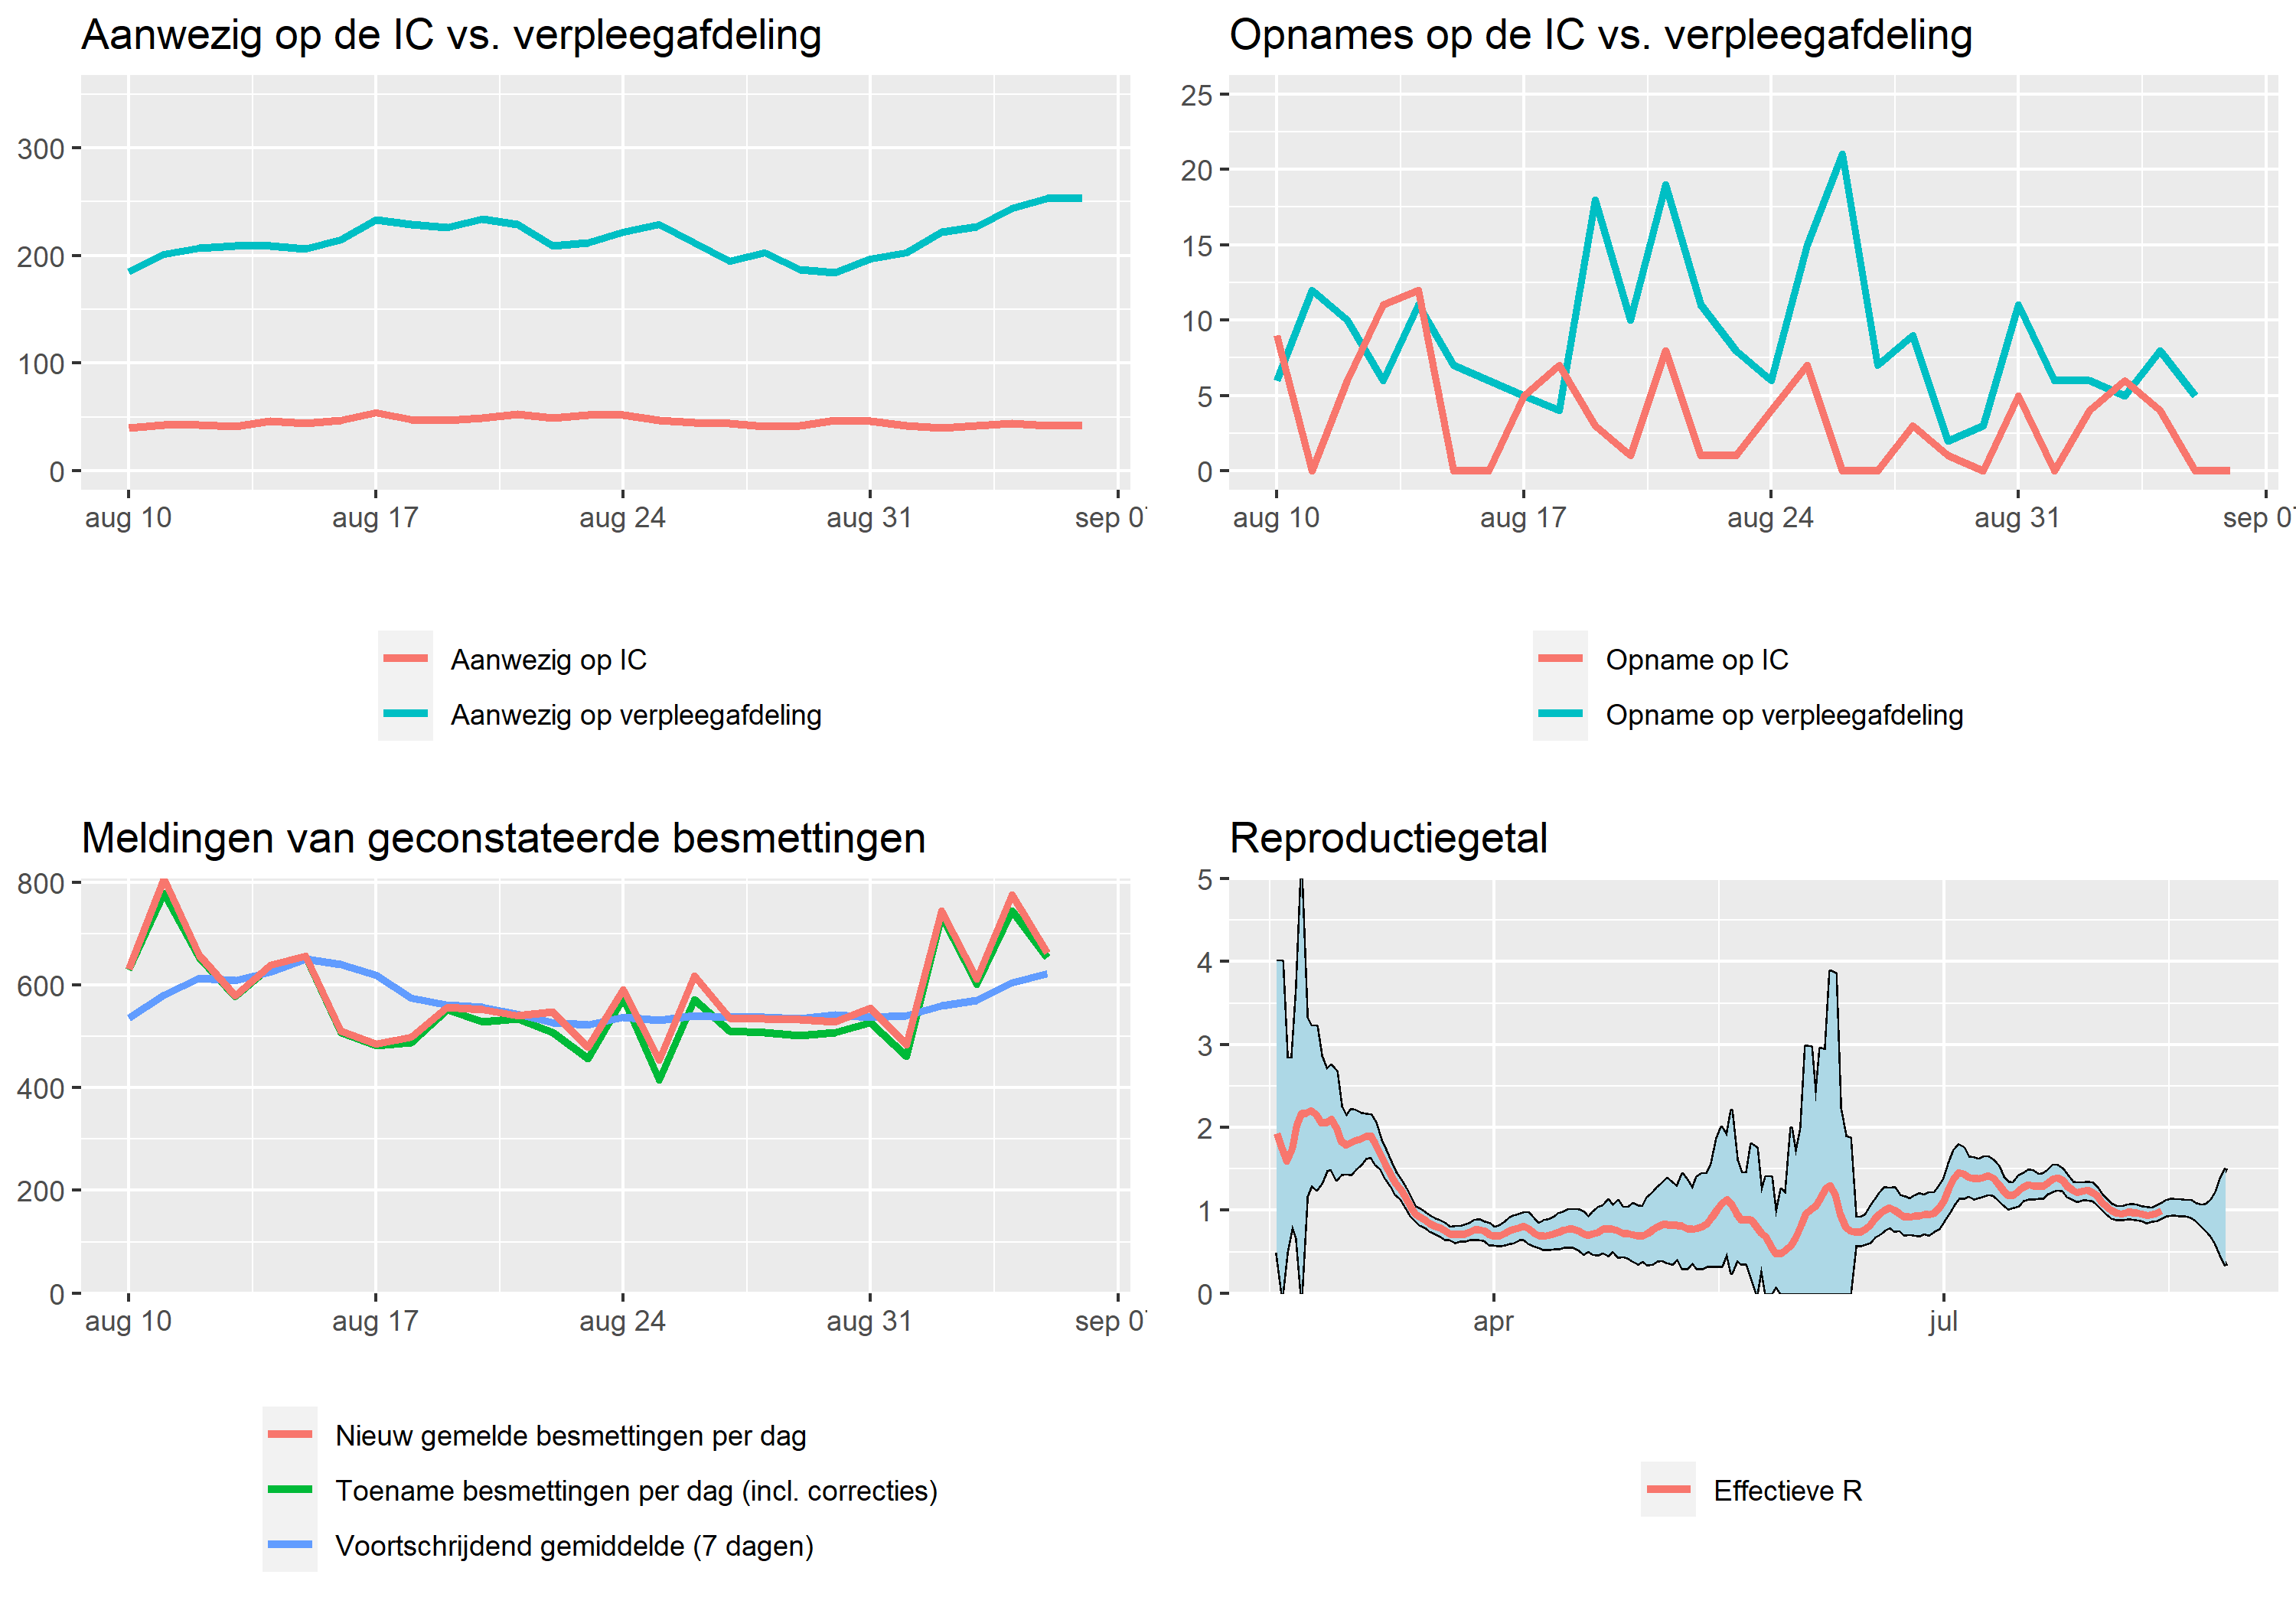 Aanwezig op de IC vs. verpleegafdeling
300
200
100
0
aug 10 aug 17 aug 24 aug 31 sep 07
Aanwezig op IC
Aanwezig op verpleegafdeling
Opnames op de IC vs. verpleegafdeling
25
20
15
10
5
0
aug 10 aug 17 aug 24 aug 31 sep 07
Opname op IC
Opname op verpleegafdeling
Meldingen van geconstateerde besmettingen
800
600
400
200
0
aug 10 aug 17 aug 24 aug 31 sep 07
Nieuw gemelde besmettingen per dag
Toename besmettingen per dag (incl. correcties)
Voortschrijdend gemiddelde (7 dagen)
Reproductiegetal
5
4
3
2
1
0
apr jul
Effectieve R